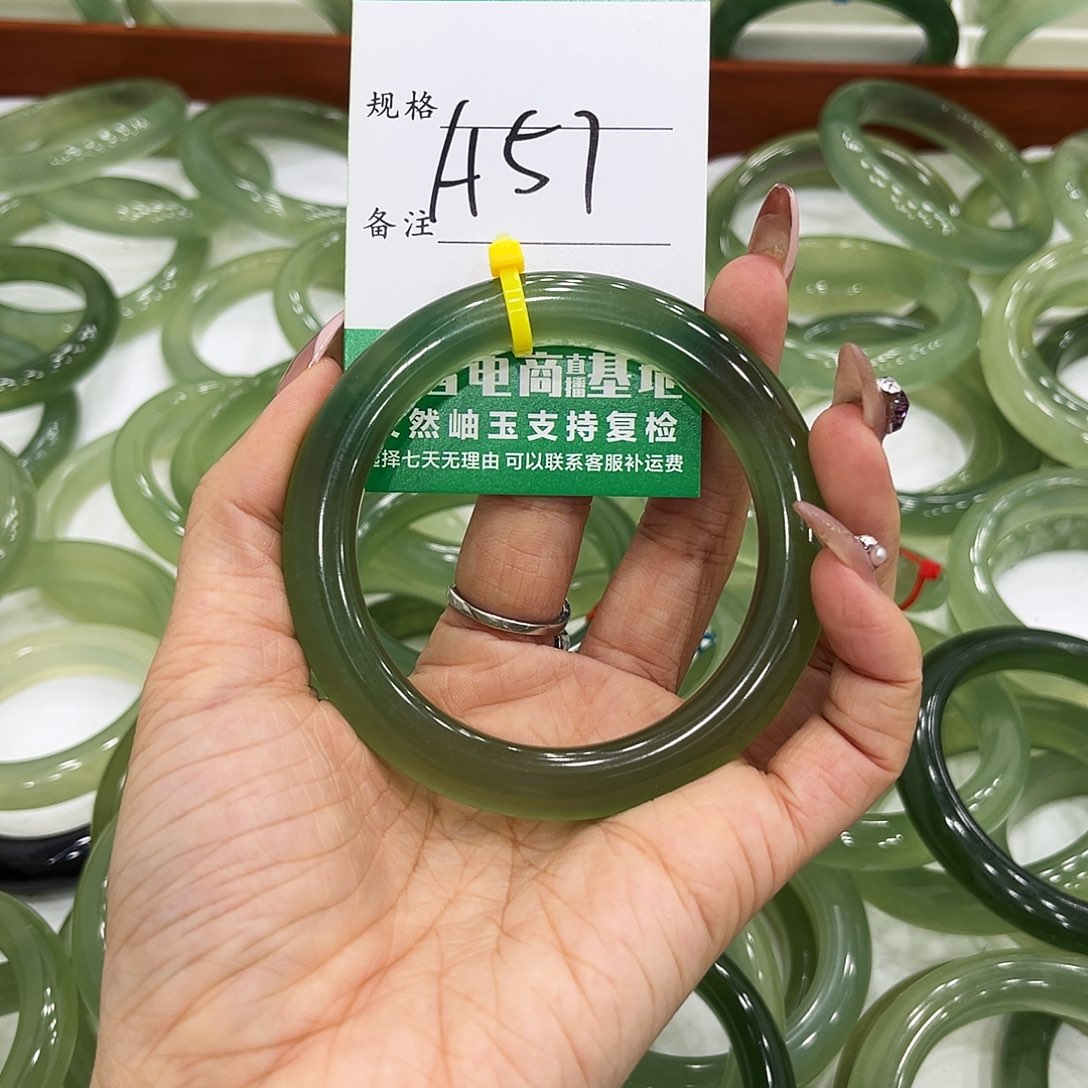 规格 A57
备注
电商直播基地
然岫玉支持复检
择七天无理由 可以联系客服补运费